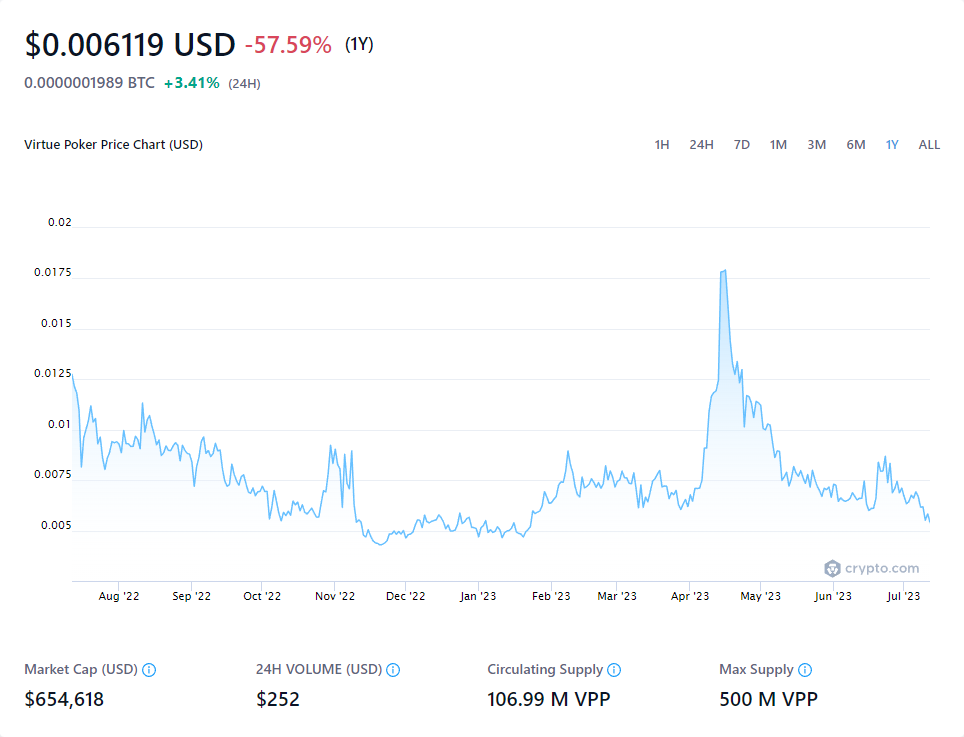 $0.006119 USD -57.59% (1Y)
0.0000001989 BTC +3.41% (24H)
Virtue Poker Price Chart (USD) 1H 24H 7D 1M 3M 6M 1Y ALL
0.02
0.0175
0.015
0.0125
0.01
0.0075
0.005
crypto.com
Aug '22 Sep '22 Oct '22 Nov '22 Dec '22 Jan '23 Feb '23 Mar '23 Apr '23 May '23 Jun '23 Jul '23
Market Cap (USD) 24H VOLUME (USD) Circulating Supply Max Supply
$654,618 $252 106.99 M VPP 500 M VPP